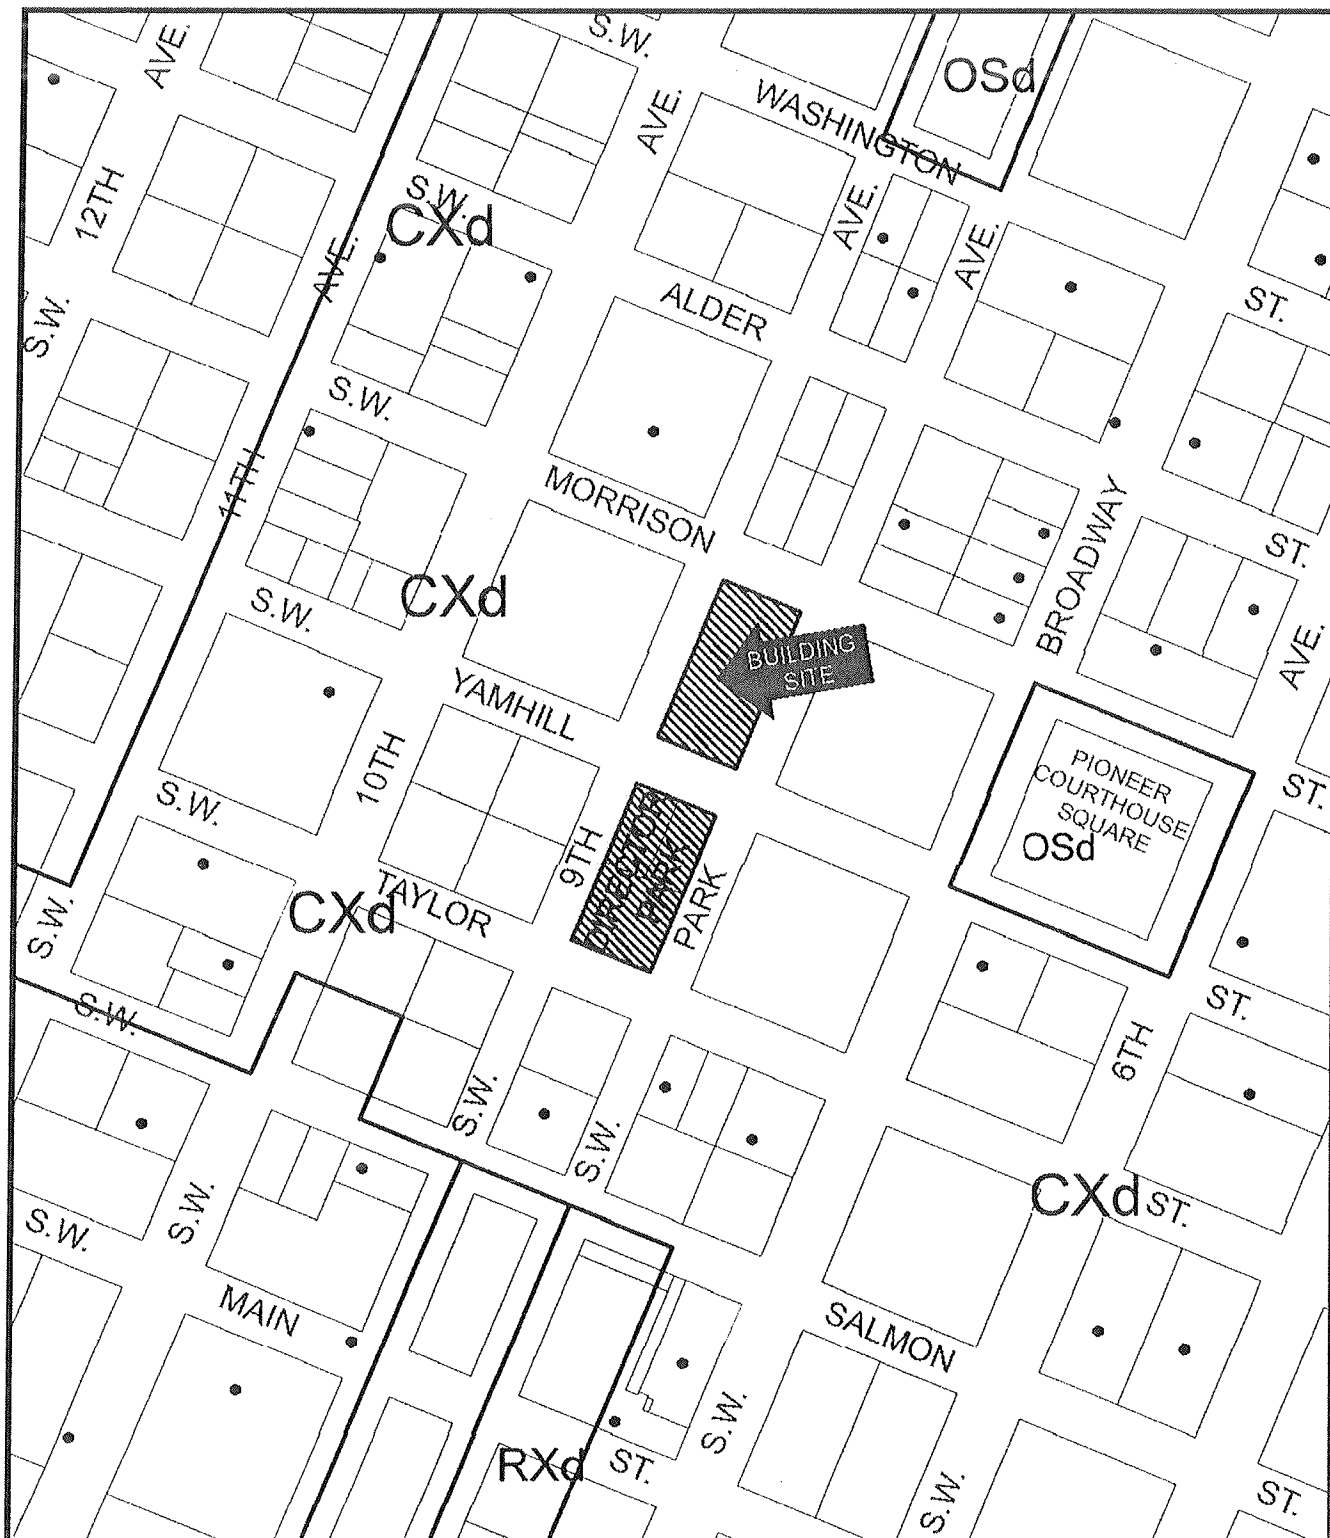 S.W.
AVE.
OSd
AVE.
WASHINGTON
12TH
S.W.
CXd
AVE.
AVE.
AVE.
S.W.
ALDER
ST.
S.W.
11TH
MORRISON
BROADWAY
ST.
CXd
S.W.
BUILDING
SITE
AVE.
YAMHILL
10TH
S.W.
PIONEER
COURTHOUSE
SQUARE
OSd
ST.
9TH
DIRECTOR
PARK
PARK
CXd
TAYLOR
S.W.
S.W.
ST.
6TH
S.W.
S.W.
CXd
ST.
S.W.
S.W.
MAIN
SALMON
S.W.
RXd
ST.
S.W.
ST.